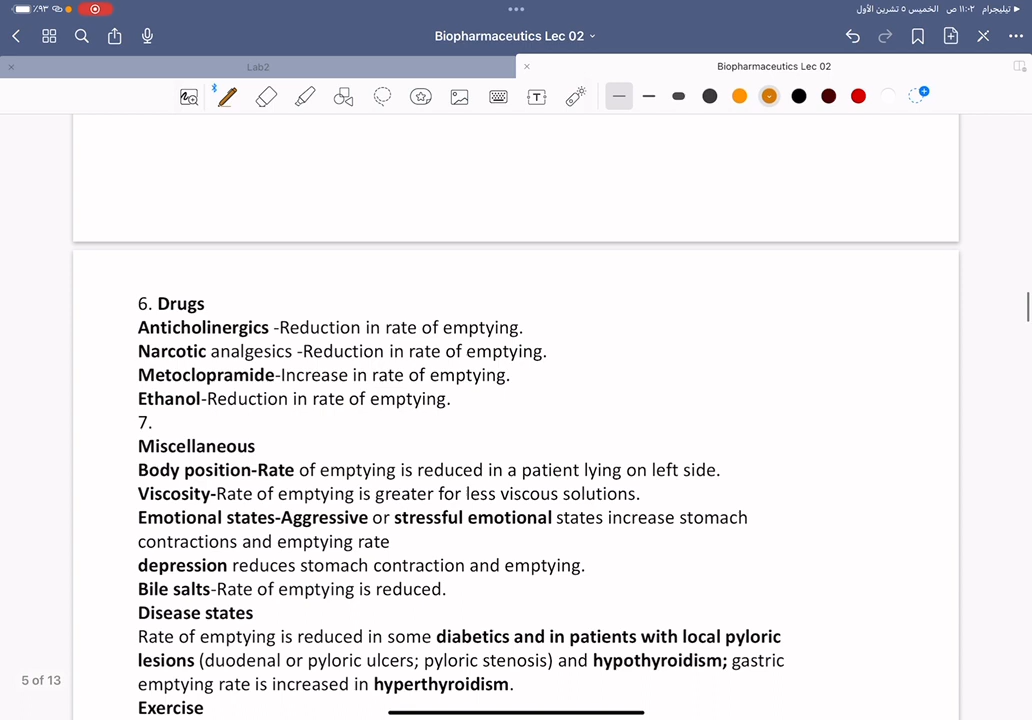 ٪٩٣ ١١:٠٢ ص الخميس ٥ تشرين الأول تيليجرام ◀
Biopharmaceutics Lec 02
Lab2
Biopharmaceutics Lec 02
6. Drugs
Anticholinergics -Reduction in rate of emptying.
Narcotic analgesics -Reduction in rate of emptying.
Metoclopramide-Increase in rate of emptying.
Ethanol-Reduction in rate of emptying.
7.
Miscellaneous
Body position-Rate of emptying is reduced in a patient lying on left side.
Viscosity-Rate of emptying is greater for less viscous solutions.
Emotional states-Aggressive or stressful emotional states increase stomach
contractions and emptying rate
depression reduces stomach contraction and emptying.
Bile salts-Rate of emptying is reduced.
Disease states
Rate of emptying is reduced in some diabetics and in patients with local pyloric
lesions (duodenal or pyloric ulcers; pyloric stenosis) and hypothyroidism; gastric
emptying rate is increased in hyperthyroidism.
Exercise
5 of 13